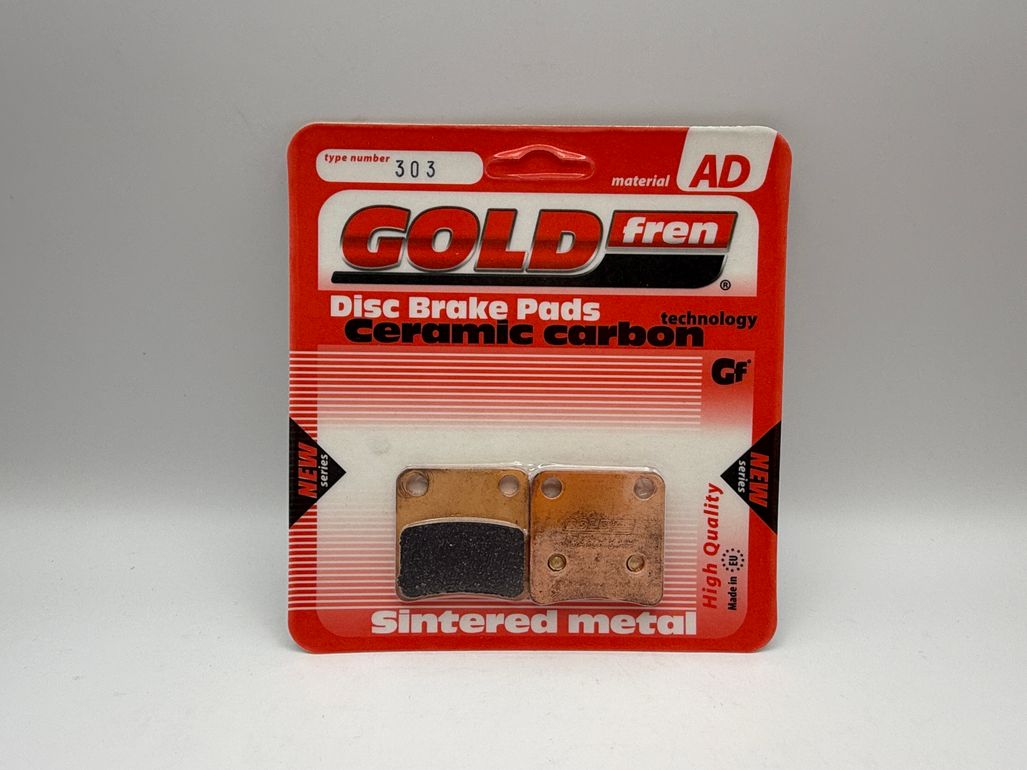 type number 303
material AD
GOLD fren ®
Disc Brake Pads
Ceramic carbon technology
Gf
NEW series
NEW series
High Quality
Made in EU
Sintered metal